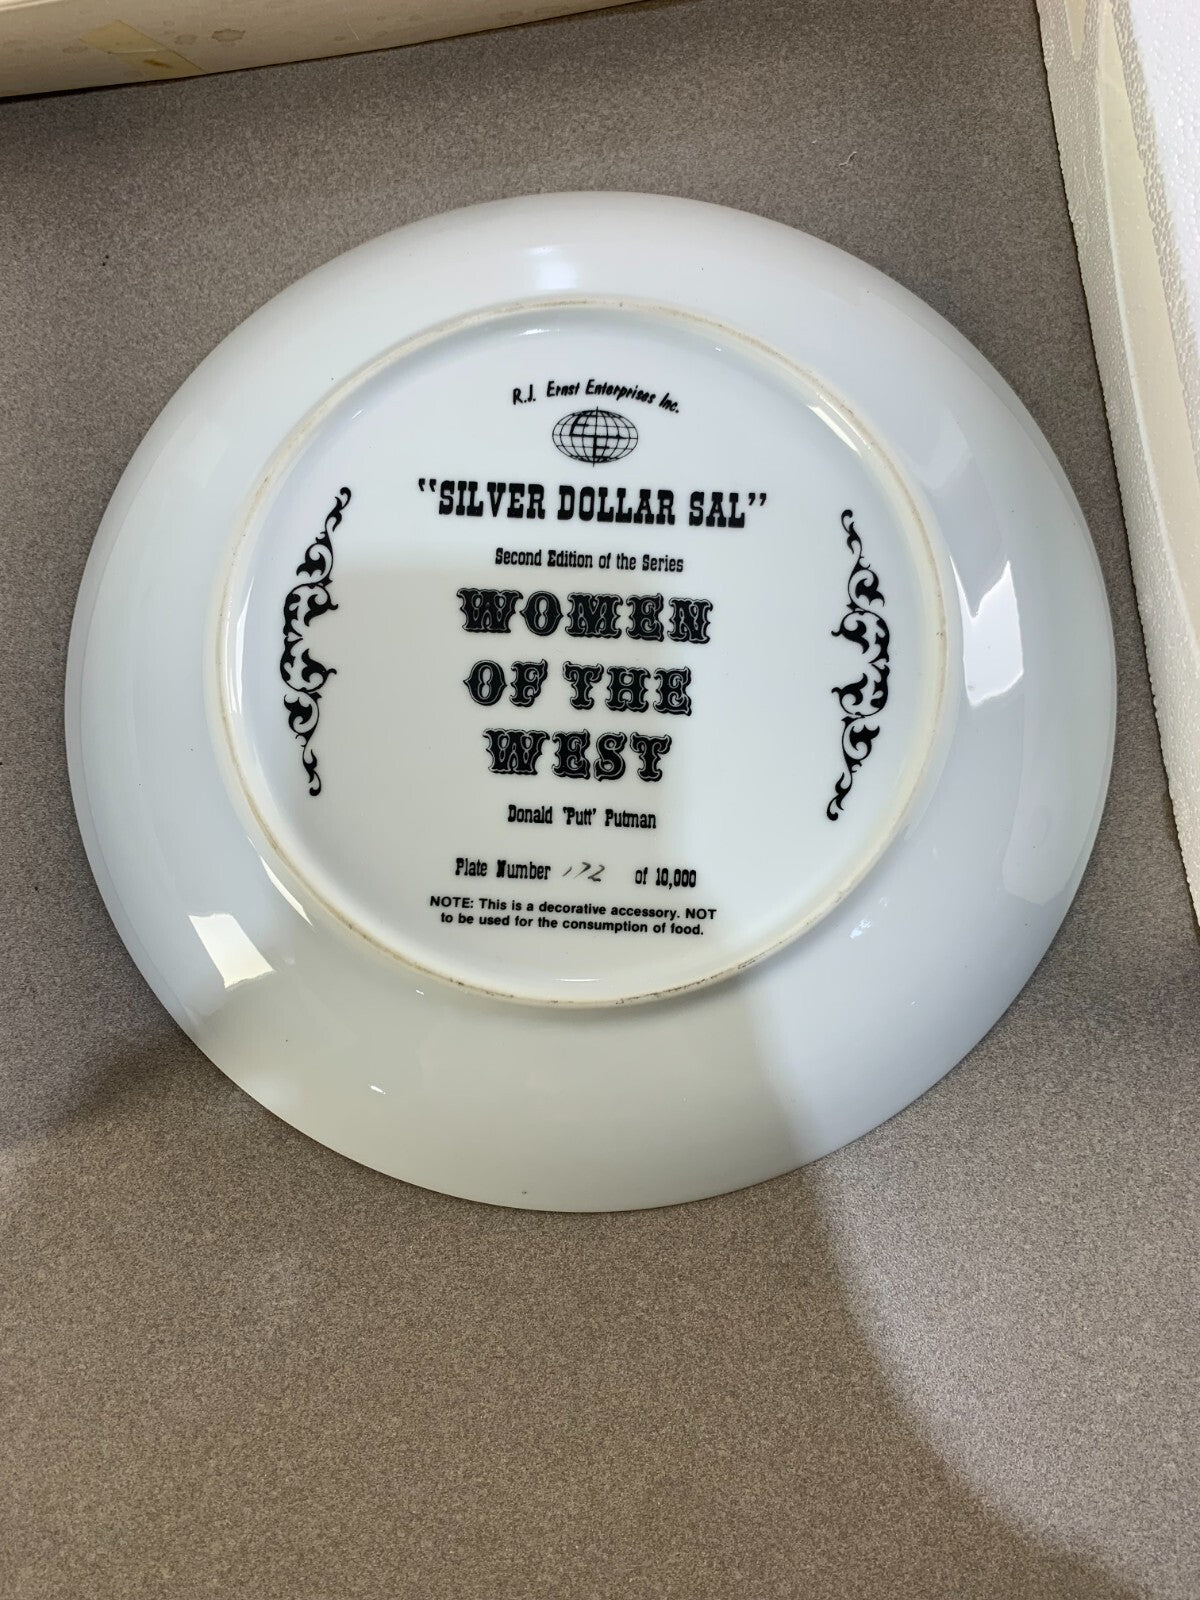 R.J. Ernst Enterprises Inc.
EE
“SILVER DOLLAR SAL”
Second Edition of the Series
WOMEN
OF THE
WEST
Donald 'Putt' Putman
Plate Number 172 of 10,000
NOTE: This is a decorative accessory. NOT
to be used for the consumption of food.